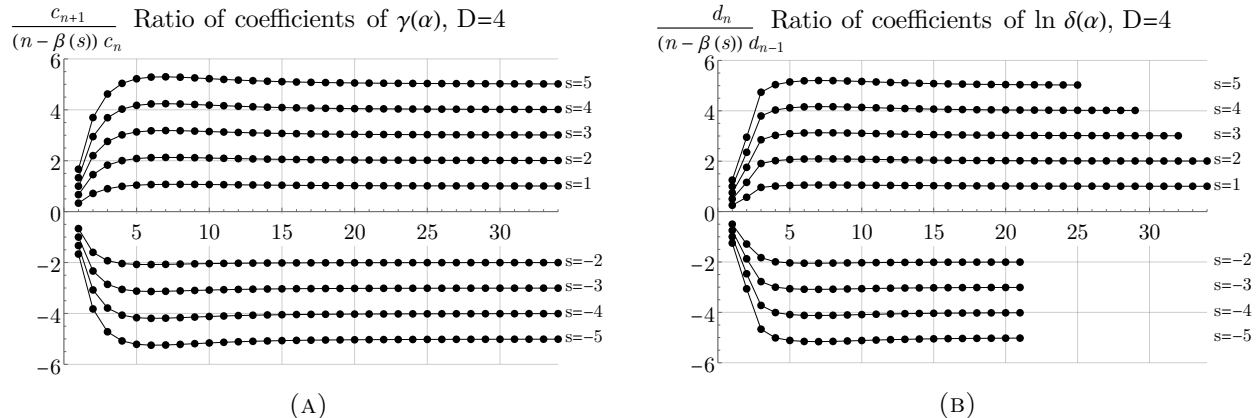 c_{n+1} / (n−β(s)) c_n Ratio of coefficients of γ(α), D=4
6
s=5
4
s=4
s=3
2
s=2
s=1
0
5 10 15 20 25 30
−2
s=−2
s=−3
−4
s=−4
s=−5
−6
(A)
d_n / (n−β(s)) d_{n−1} Ratio of coefficients of ln δ(α), D=4
6
s=5
4
s=4
s=3
2
s=2
s=1
0
5 10 15 20 25 30
−2
s=−2
s=−3
−4
s=−4
s=−5
−6
(B)